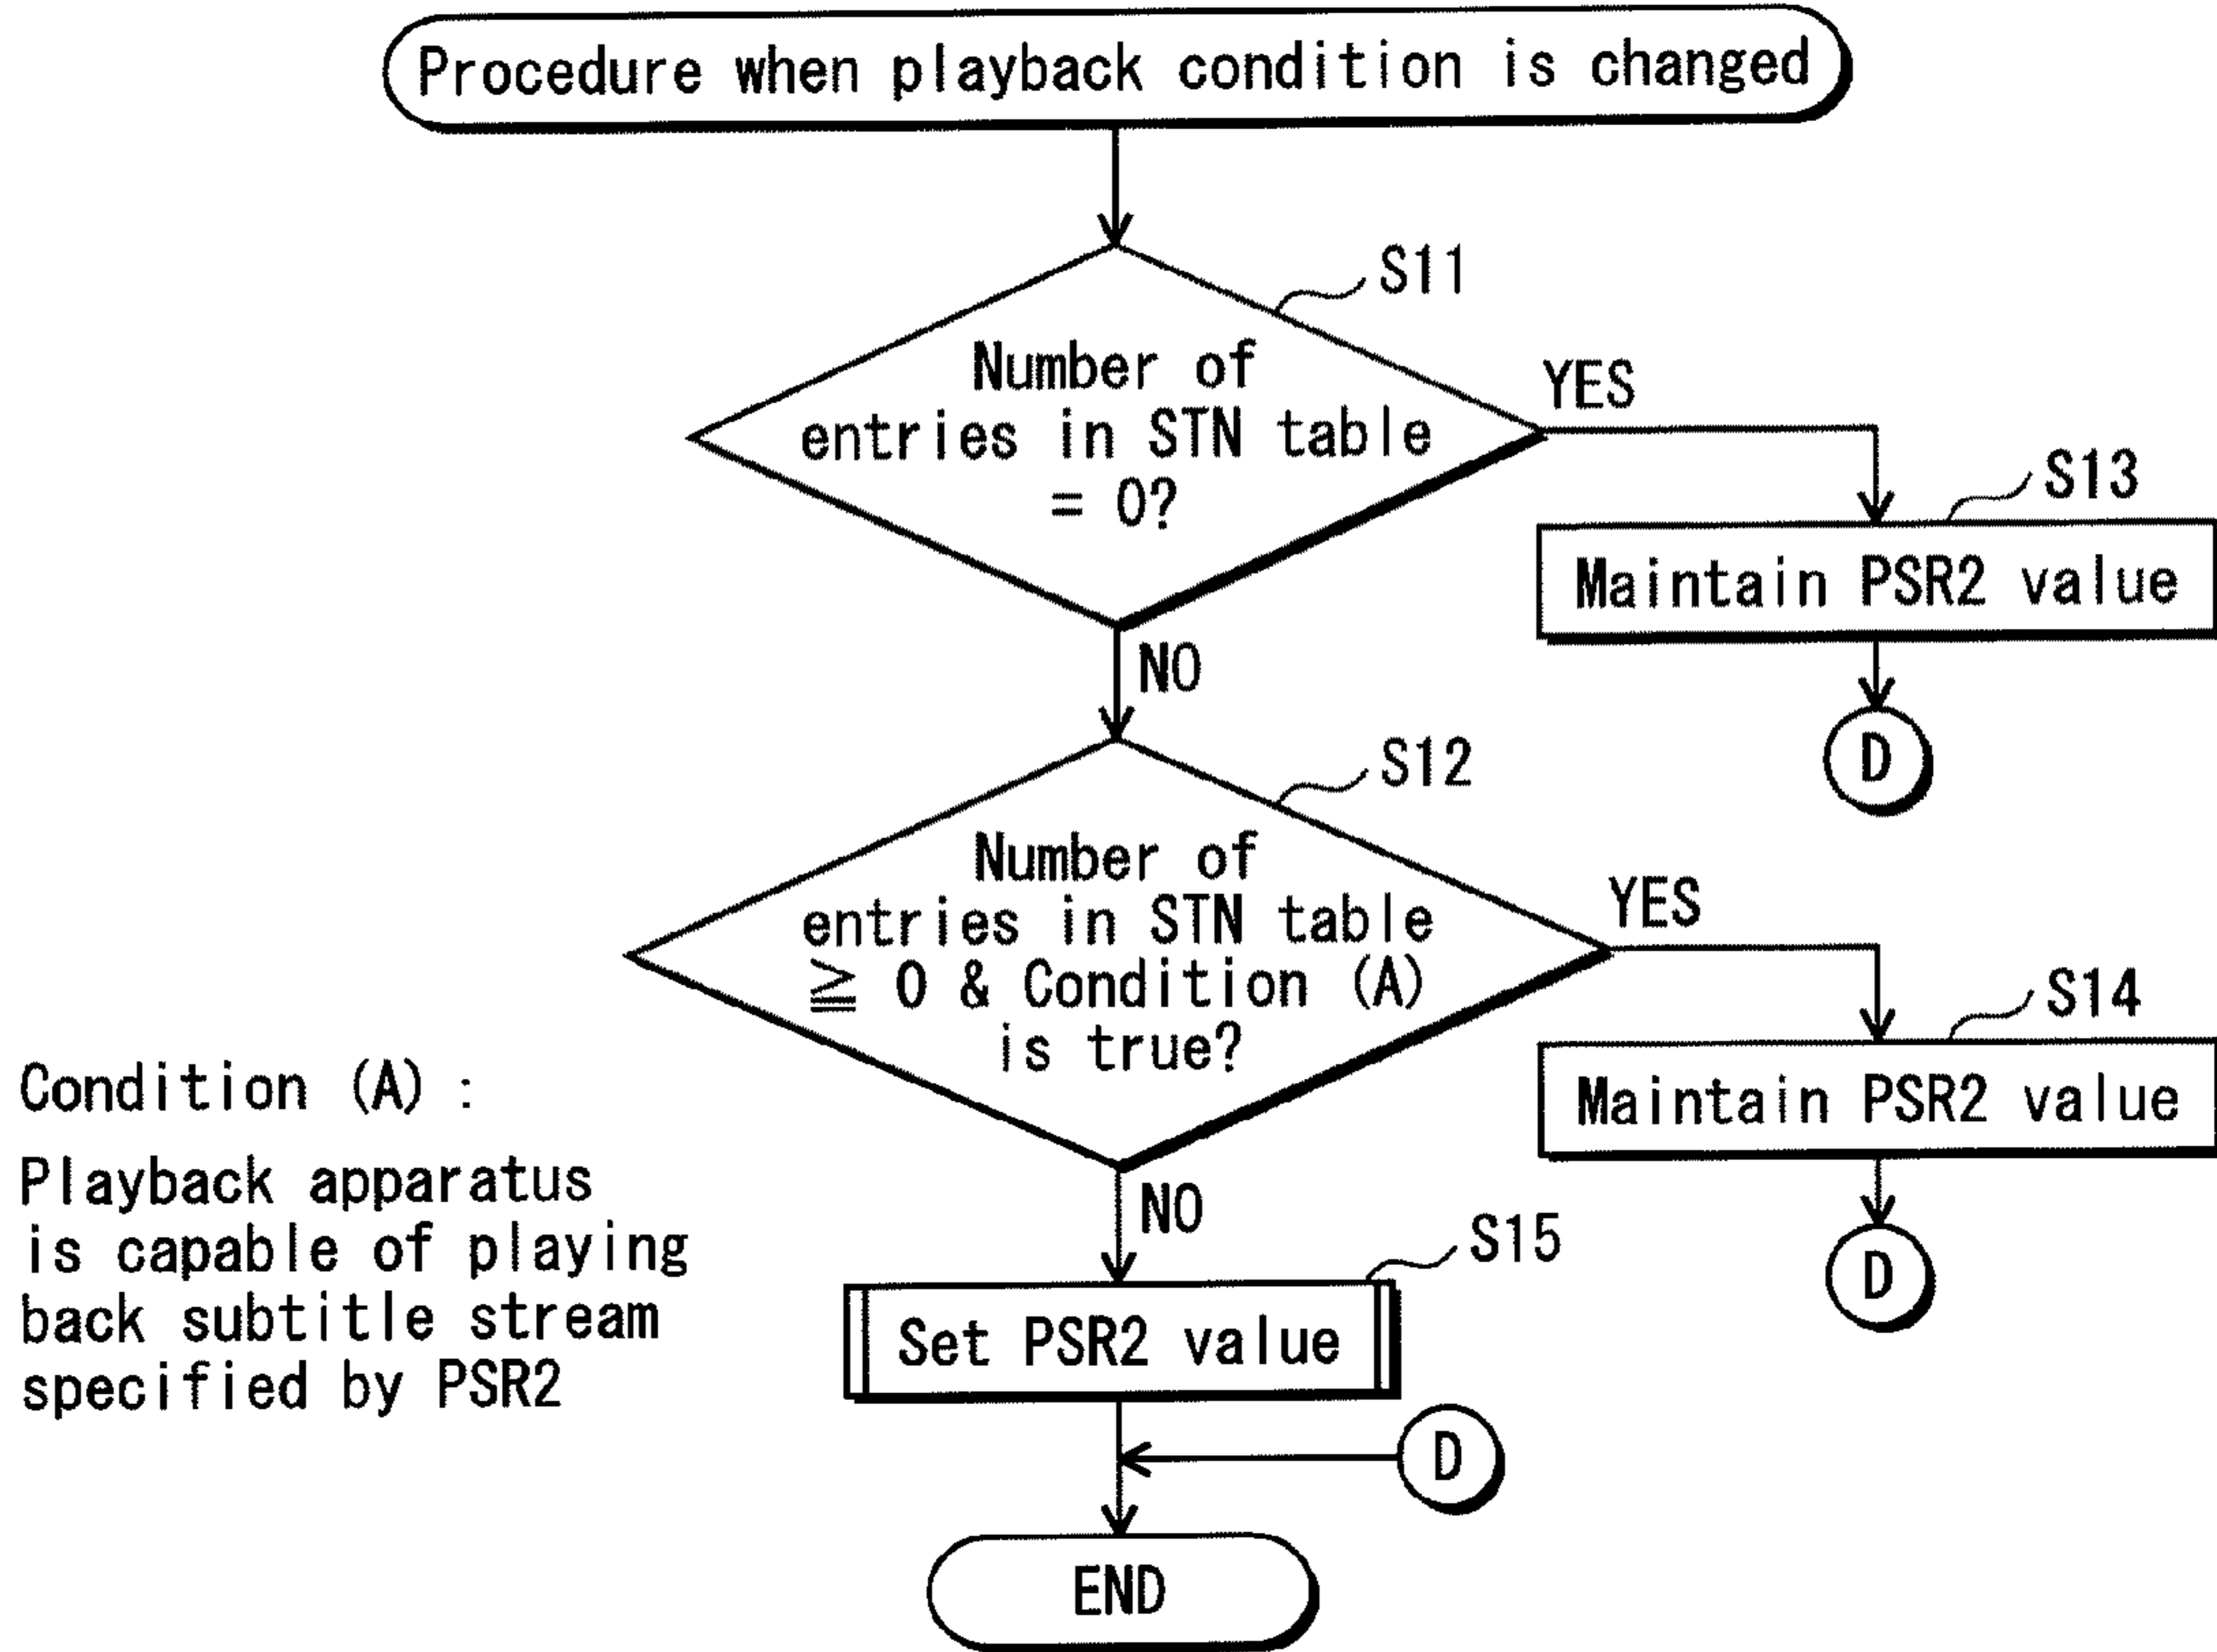 Procedure when playback condition is changed
S11
Number of
entries in STN table
= 0?
YES
S13
Maintain PSR2 value
D
NO
S12
Number of
entries in STN table
≧ 0 & Condition (A)
is true?
YES
S14
Maintain PSR2 value
D
NO
Condition (A) :
Playback apparatus
is capable of playing
back subtitle stream
specified by PSR2
S15
Set PSR2 value
D
END